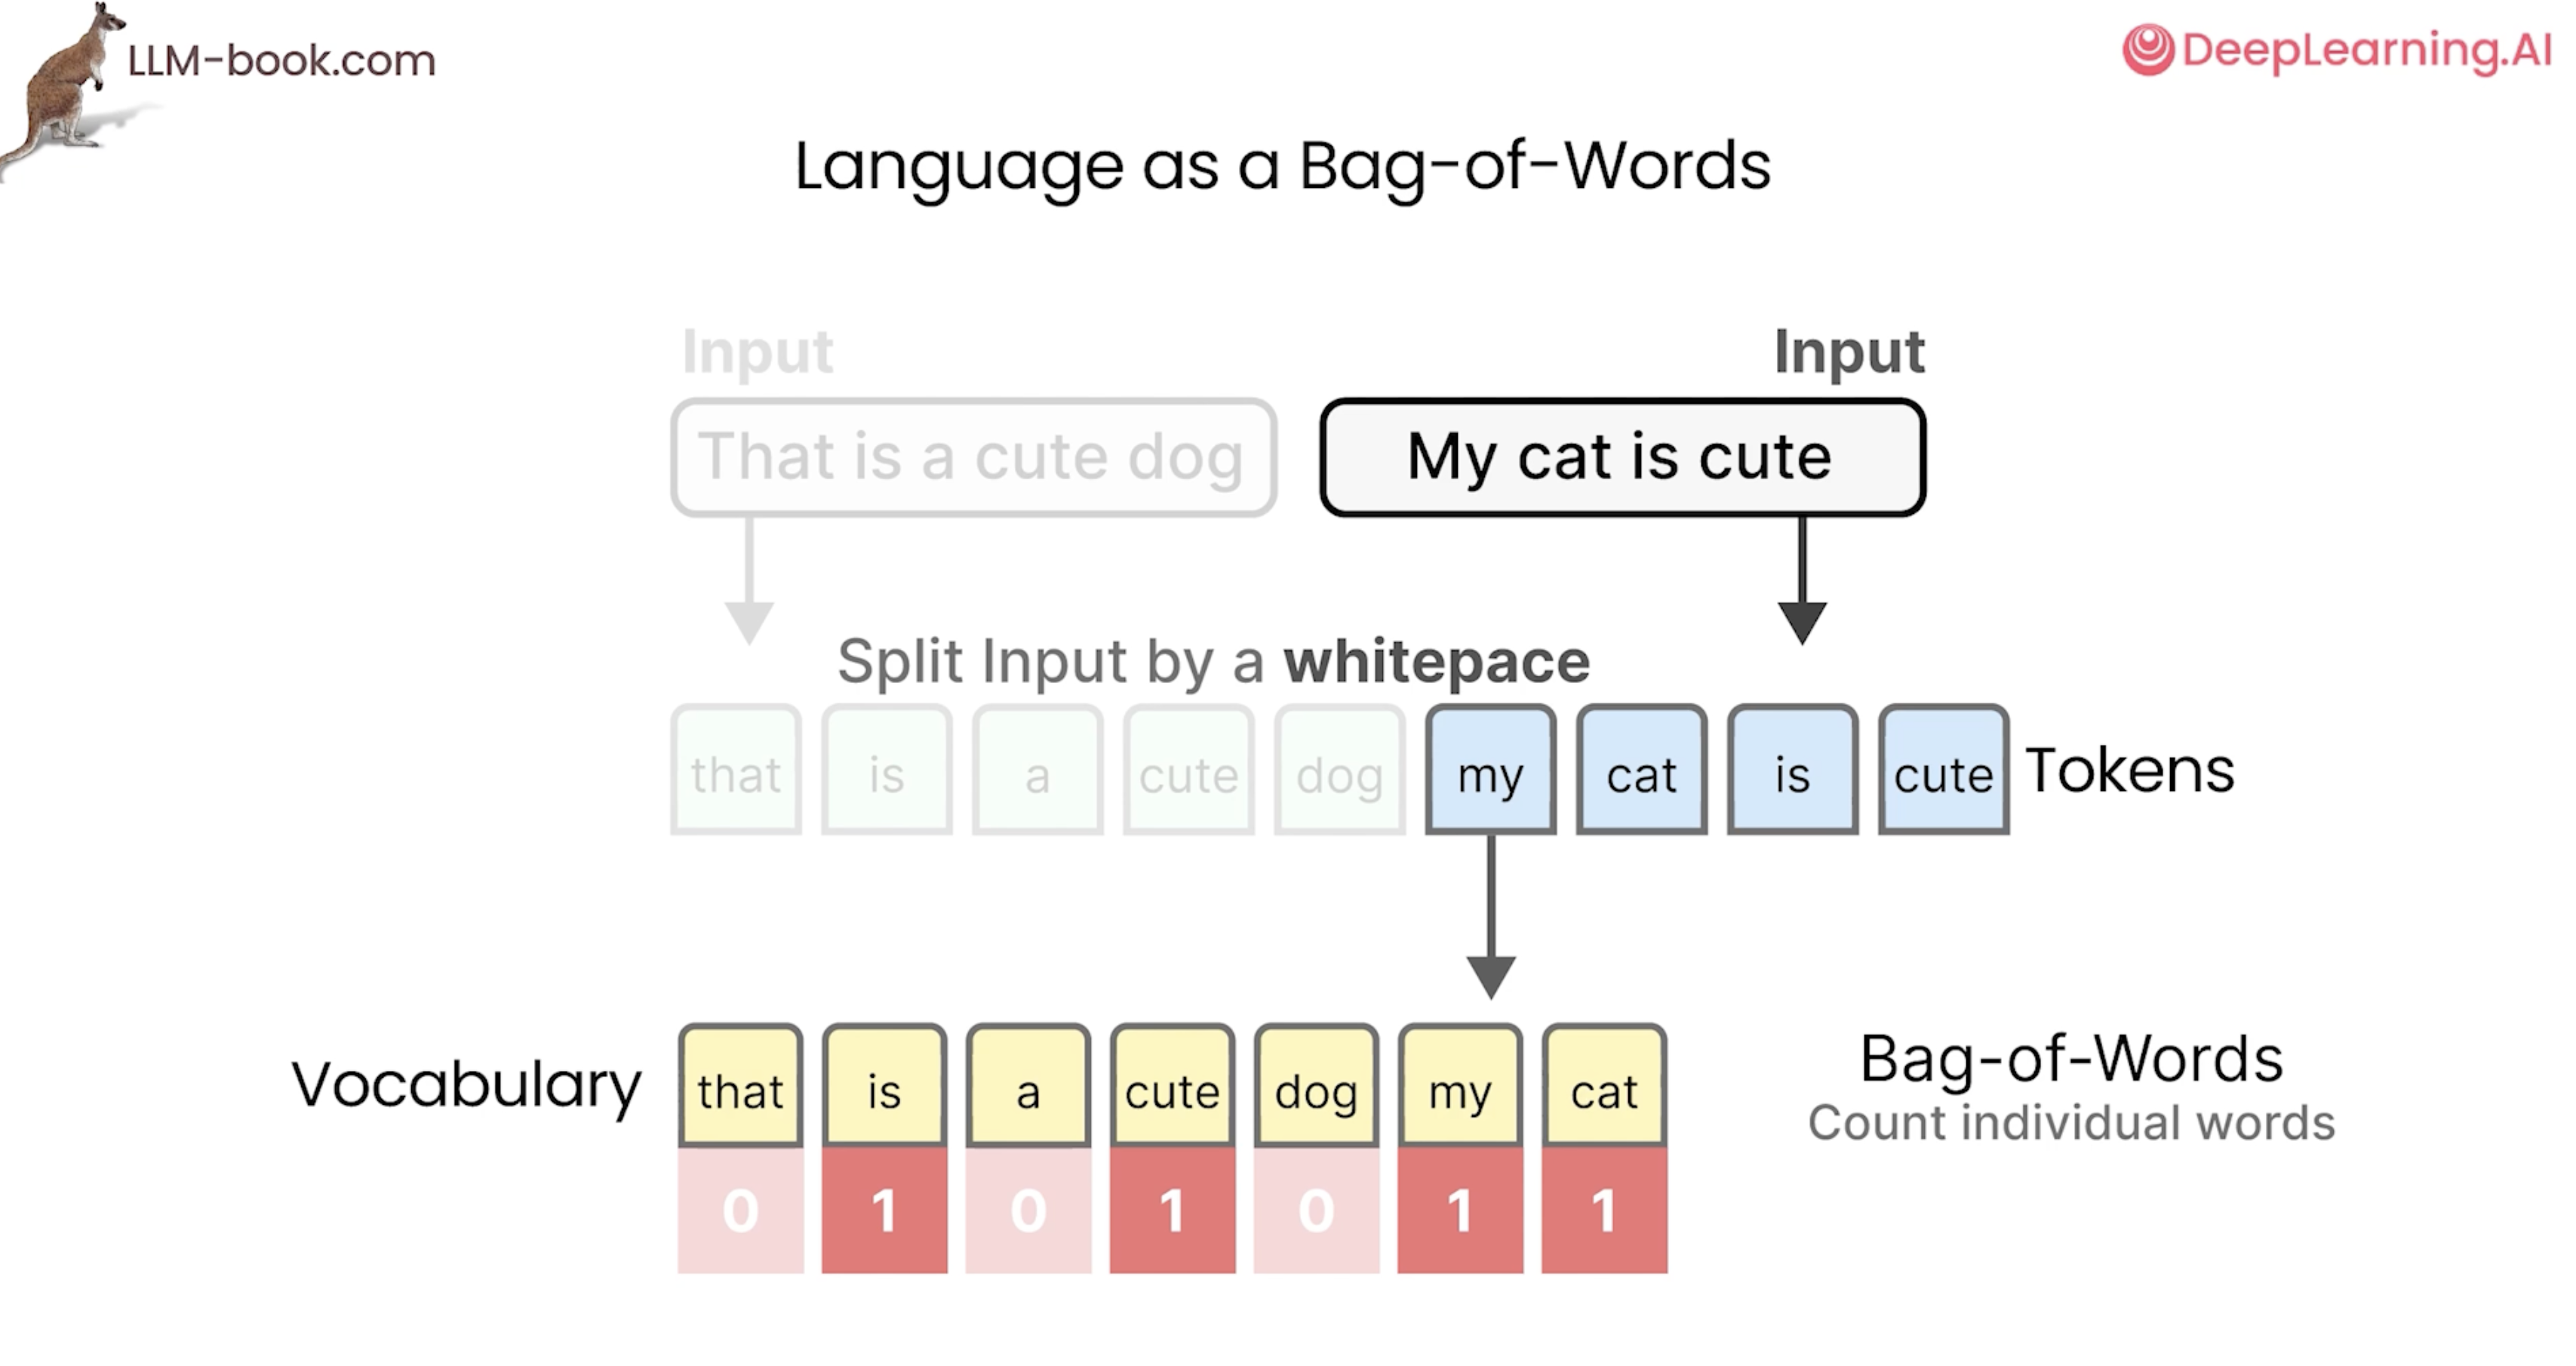 LLM-book.com
DeepLearning.AI
Language as a Bag-of-Words
Input
Input
That is a cute dog
My cat is cute
Split Input by a whitepace
that is a cute dog my cat is cute Tokens
Vocabulary that is a cute dog my cat
Bag-of-Words
Count individual words
0 1 0 1 0 1 1